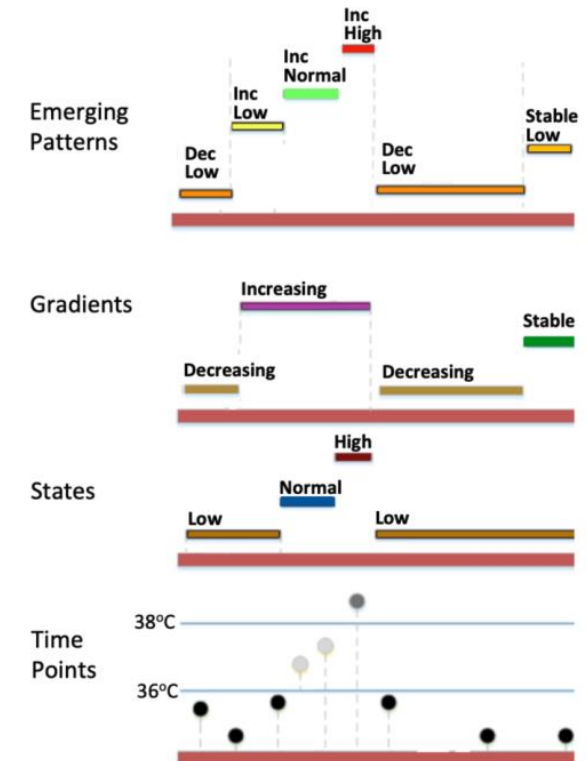 Inc
High
Inc
Normal
Inc
Low
Emerging
Patterns
Dec
Low
Dec
Low
Stable
Low
Gradients
Increasing
Stable
Decreasing
Decreasing
High
States
Normal
Low
Low
38°C
Time
Points
36°C